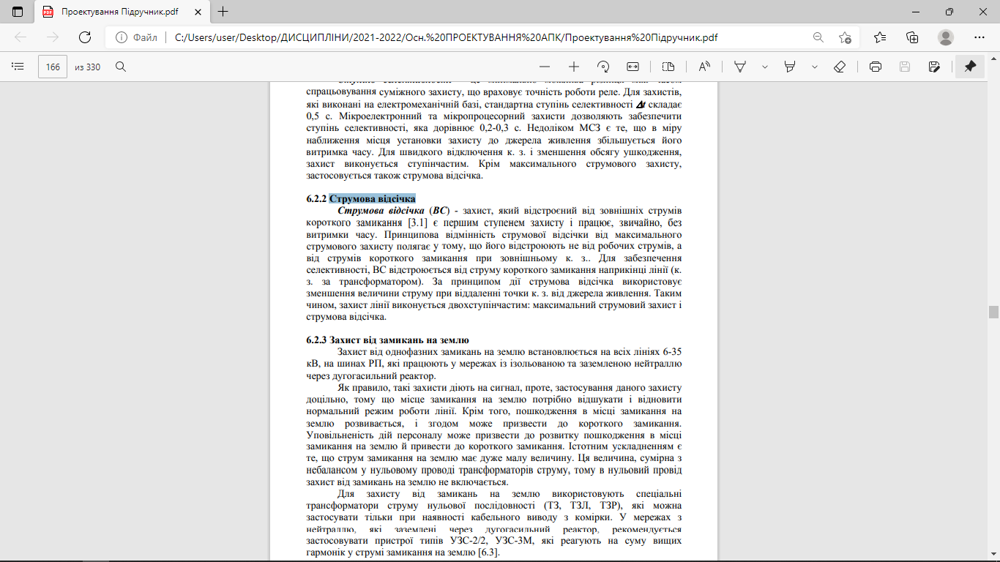 Проектування Підручник.pdf
Файл
C:/Users/user/Desktop/ДИСЦИПЛІНИ/2021-2022/Осн.%20ПРОЕКТУВАННЯ%20АПК/Проектування%20Підручник.pdf
166 из 330
спрацьовування суміжного захисту, що враховує точність роботи реле. Для захистів,
які виконані на електромеханічній базі, стандартна ступінь селективності Δt складає
0,5 с. Мікроелектронний та мікропроцесорний захисти дозволяють забезпечити
ступінь селективності, яка дорівнює 0,2-0,3 с. Недоліком МСЗ є те, що в міру
наближення місця установки захисту до джерела живлення збільшується його
витримка часу. Для швидкого відключення к. з. і зменшення обсягу ушкодження,
захист виконується ступінчастим. Крім максимального струмового захисту,
застосовується також струмова відсічка.
6.2.2 Струмова відсічка
Струмова відсічка (ВС) - захист, який відстроєний від зовнішніх струмів
короткого замикання [3.1] є першим ступенем захисту і працює, звичайно, без
витримки часу. Принципова відмінність струмової відсічки від максимального
струмового захисту полягає у тому, що його відстроюють не від робочих струмів, а
від струмів короткого замикання при зовнішньому к. з.. Для забезпечення
селективності, ВС відстроюється від струму короткого замикання наприкінці лінії (к.
з. за трансформатором). За принципом дії струмова відсічка використовує
зменшення величини струму при віддаленні точки к. з. від джерела живлення. Таким
чином, захист лінії виконується двохступінчастим: максимальний струмовий захист і
струмова відсічка.
6.2.3 Захист від замикань на землю
Захист від однофазних замикань на землю встановлюється на всіх лініях 6-35
кВ, на шинах РП, які працюють у мережах із ізольованою та заземленою нейтраллю
через дугогасильний реактор.
Як правило, такі захисти діють на сигнал, проте, застосування даного захисту
доцільно, тому що місце замикання на землю потрібно відшукати і відновити
нормальний режим роботи лінії. Крім того, пошкодження в місці замикання на
землю розвивається, і згодом може призвести до короткого замикання.
Уповільненість дій персоналу може призвести до розвитку пошкодження в місці
замикання на землю й привести до короткого замикання. Істотним ускладненням є
те, що струм замикання на землю має дуже малу величину. Ця величина, сумірна з
небалансом у нульовому проводі трансформаторів струму, тому в нульовий провід
захист від замикань на землю не включається.
Для захисту від замикань на землю використовують спеціальні
трансформатори струму нульової послідовності (ТЗ, ТЗЛ, ТЗР), які можна
застосувати тільки при наявності кабельного виводу з комірки. У мережах з
нейтраллю, які заземлені через дугогасильний реактор, рекомендується
застосовувати пристрої типів УЗС-2/2, УЗС-3М, які реагують на суму вищих
гармонік у струмі замикання на землю [6.3].